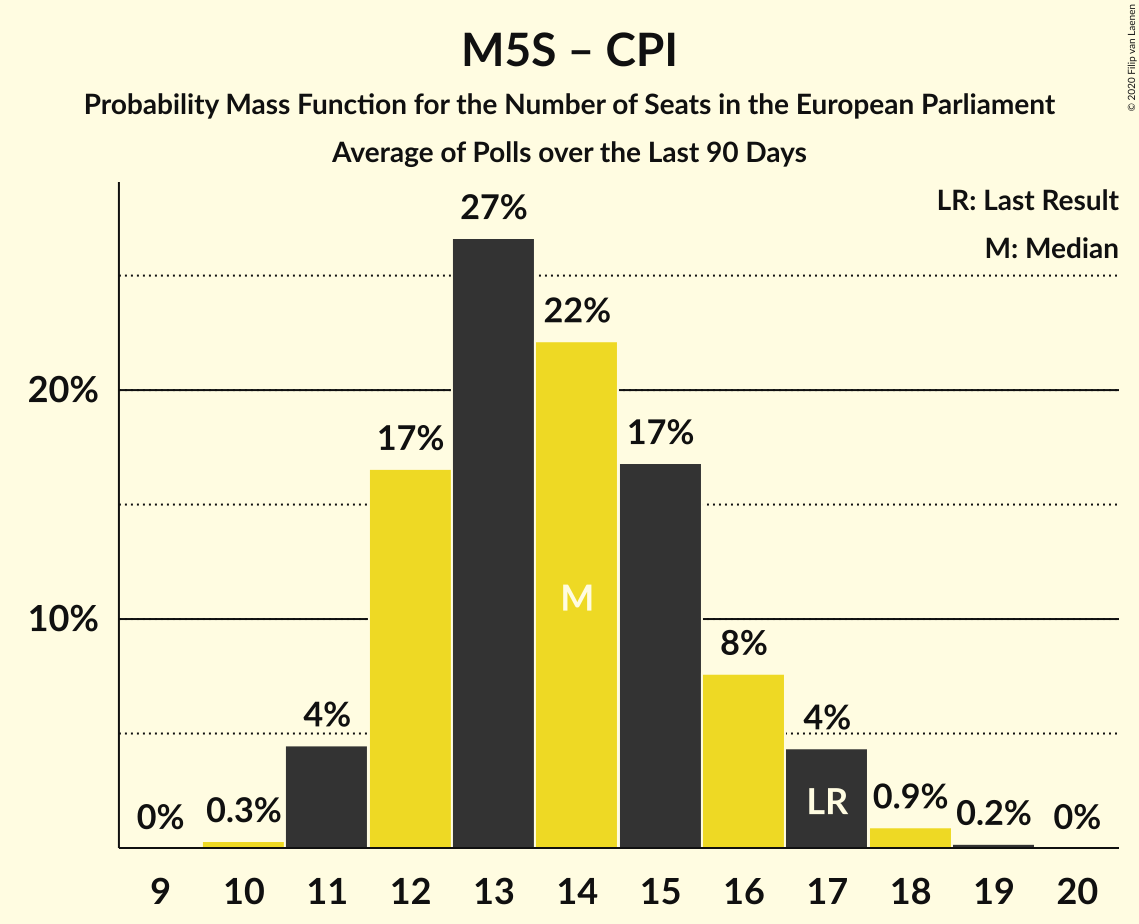 M5S – CPI
Probability Mass Function for the Number of Seats in the European Parliament
Average of Polls over the Last 90 Days
© 2020 Filip van Laenen
LR: Last Result
M: Median
27%
22%
20%
17%
17%
M
10%
8%
4%
4%
LR
0%
0.3%
0.9%
0.2%
0%
9 10 11 12 13 14 15 16 17 18 19 20